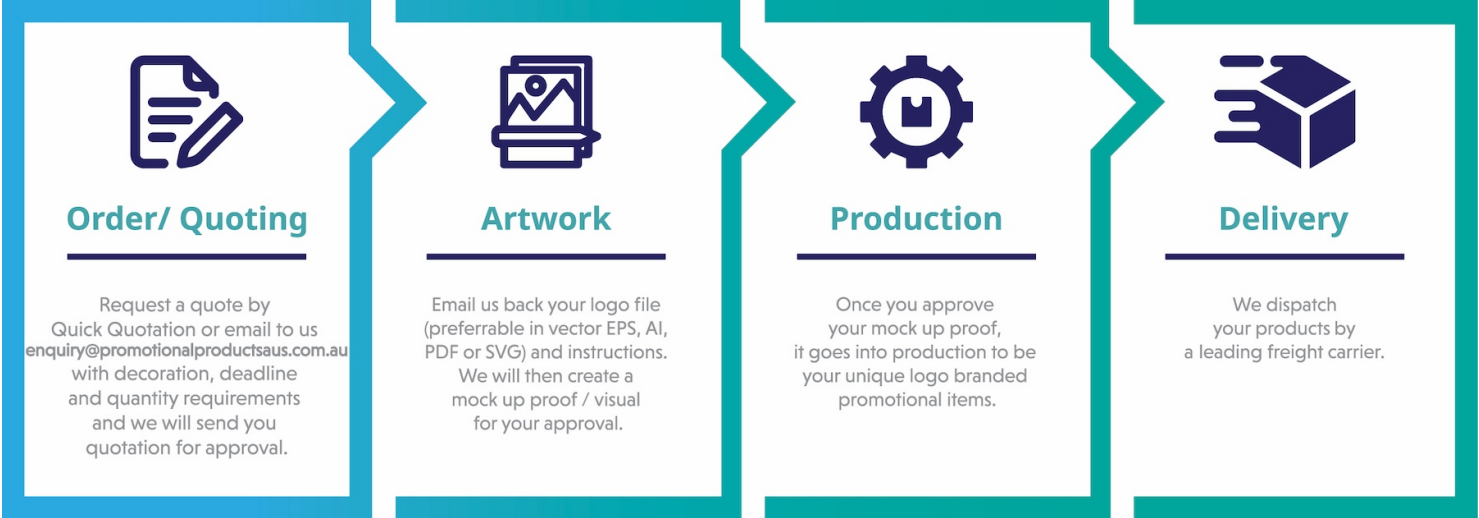 Order/ Quoting
Request a quote by
Quick Quotation or email to us
enquiry@promotionalproductsaus.com.au
with decoration, deadline
and quantity requirements
and we will send you
quotation for approval.
Artwork
Email us back your logo file
(preferrable in vector EPS, AI,
PDF or SVG) and instructions.
We will then create a
mock up proof / visual
for your approval.
Production
Once you approve
your mock up proof,
it goes into production to be
your unique logo branded
promotional items.
Delivery
We dispatch
your products by
a leading freight carrier.